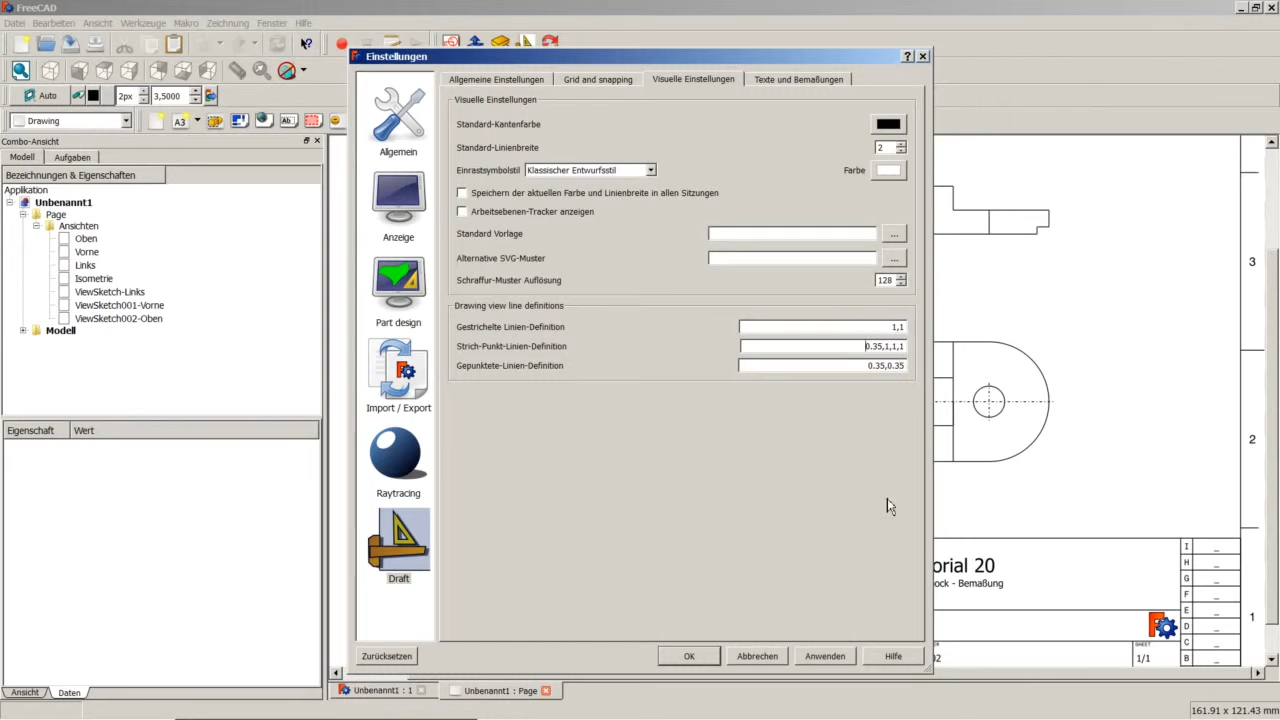 FreeCAD
Datei Bearbeiten Ansicht Werkzeuge Makro Zeichnung Fenster Hilfe
Auto 2px 3,5000
Drawing A3 Ab]
Combo-Ansicht
Modell Aufgaben
Bezeichnungen & Eigenschaften
Applikation
Unbenannt1
Page
Ansichten
Oben
Vorne
Links
Isometrie
ViewSketch-Links
ViewSketch001-Vorne
ViewSketch002-Oben
Modell
Eigenschaft Wert
Ansicht Daten
Einstellungen
Allgemein
Anzeige
Part design
Import / Export
Raytracing
Draft
Allgemeine Einstellungen Grid and snapping Visuelle Einstellungen Texte und Bemaßungen
Visuelle Einstellungen
Standard-Kantenfarbe
Standard-Linienbreite 2
Einrastsymbolstil Klassischer Entwurfsstil Farbe
Speichern der aktuellen Farbe und Linienbreite in allen Sitzungen
Arbeitsebenen-Tracker anzeigen
Standard Vorlage ...
Alternative SVG-Muster ...
Schraffur-Muster Auflösung 128
Drawing view line definitions
Gestrichelte Linien-Definition 1,1
Strich-Punkt-Linien-Definition 0.35,1,1,1
Gepunktete-Linien-Definition 0.35,0.35
Zurücksetzen OK Abbrechen Anwenden Hilfe
3
2
1
orial 20
ock - Bemaßung
I _
H _
G _
F _
E _
D _
C _
B _
02
SHEET
1/1
Unbenannt1 : 1 Unbenannt1 : Page
161.91 x 121.43 mm